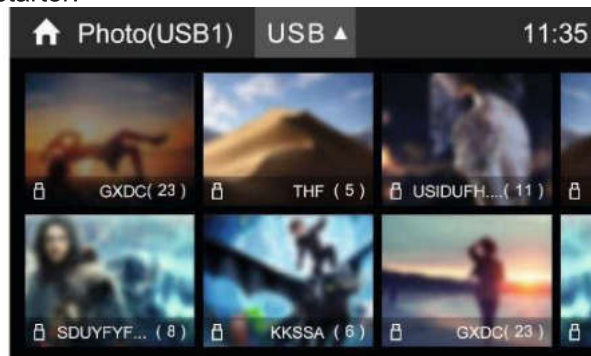 Photo(USB1) USB ▲ 11:35
GXDC( 23 ) THF ( 5 ) USIDUFH....( 11 )
SDUYFYF... ( 8 ) KKSSA ( 6 ) GXDC( 23 )